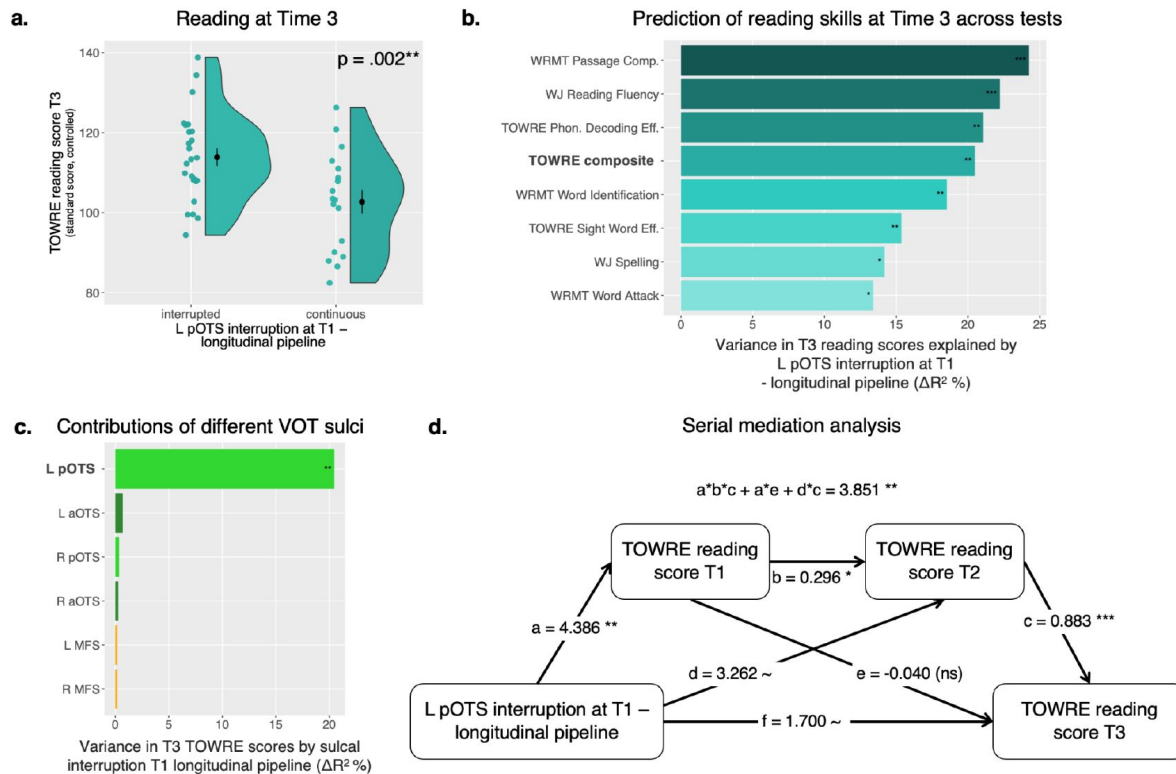 a.
Reading at Time 3
p = .002**
140
120
100
80
TOWRE reading score T3
(standard score, controlled)
interrupted
continuous
L pOTS interruption at T1 –
longitudinal pipeline
b.
Prediction of reading skills at Time 3 across tests
WRMT Passage Comp.
***
WJ Reading Fluency
***
TOWRE Phon. Decoding Eff.
**
TOWRE composite
**
WRMT Word Identification
**
TOWRE Sight Word Eff.
**
WJ Spelling
*
WRMT Word Attack
*
0 5 10 15 20 25
Variance in T3 reading scores explained by
L pOTS interruption at T1
- longitudinal pipeline (ΔR² %)
c.
Contributions of different VOT sulci
L pOTS
**
L aOTS
R pOTS
R aOTS
L MFS
R MFS
0 5 10 15 20
Variance in T3 TOWRE scores by sulcal
interruption T1 longitudinal pipeline (ΔR² %)
d.
Serial mediation analysis
a*b*c + a*e + d*c = 3.851 **
TOWRE reading
score T1
b = 0.296 *
TOWRE reading
score T2
a = 4.386 **
c = 0.883 ***
d = 3.262 ~
e = -0.040 (ns)
L pOTS interruption at T1 –
longitudinal pipeline
f = 1.700 ~
TOWRE reading
score T3